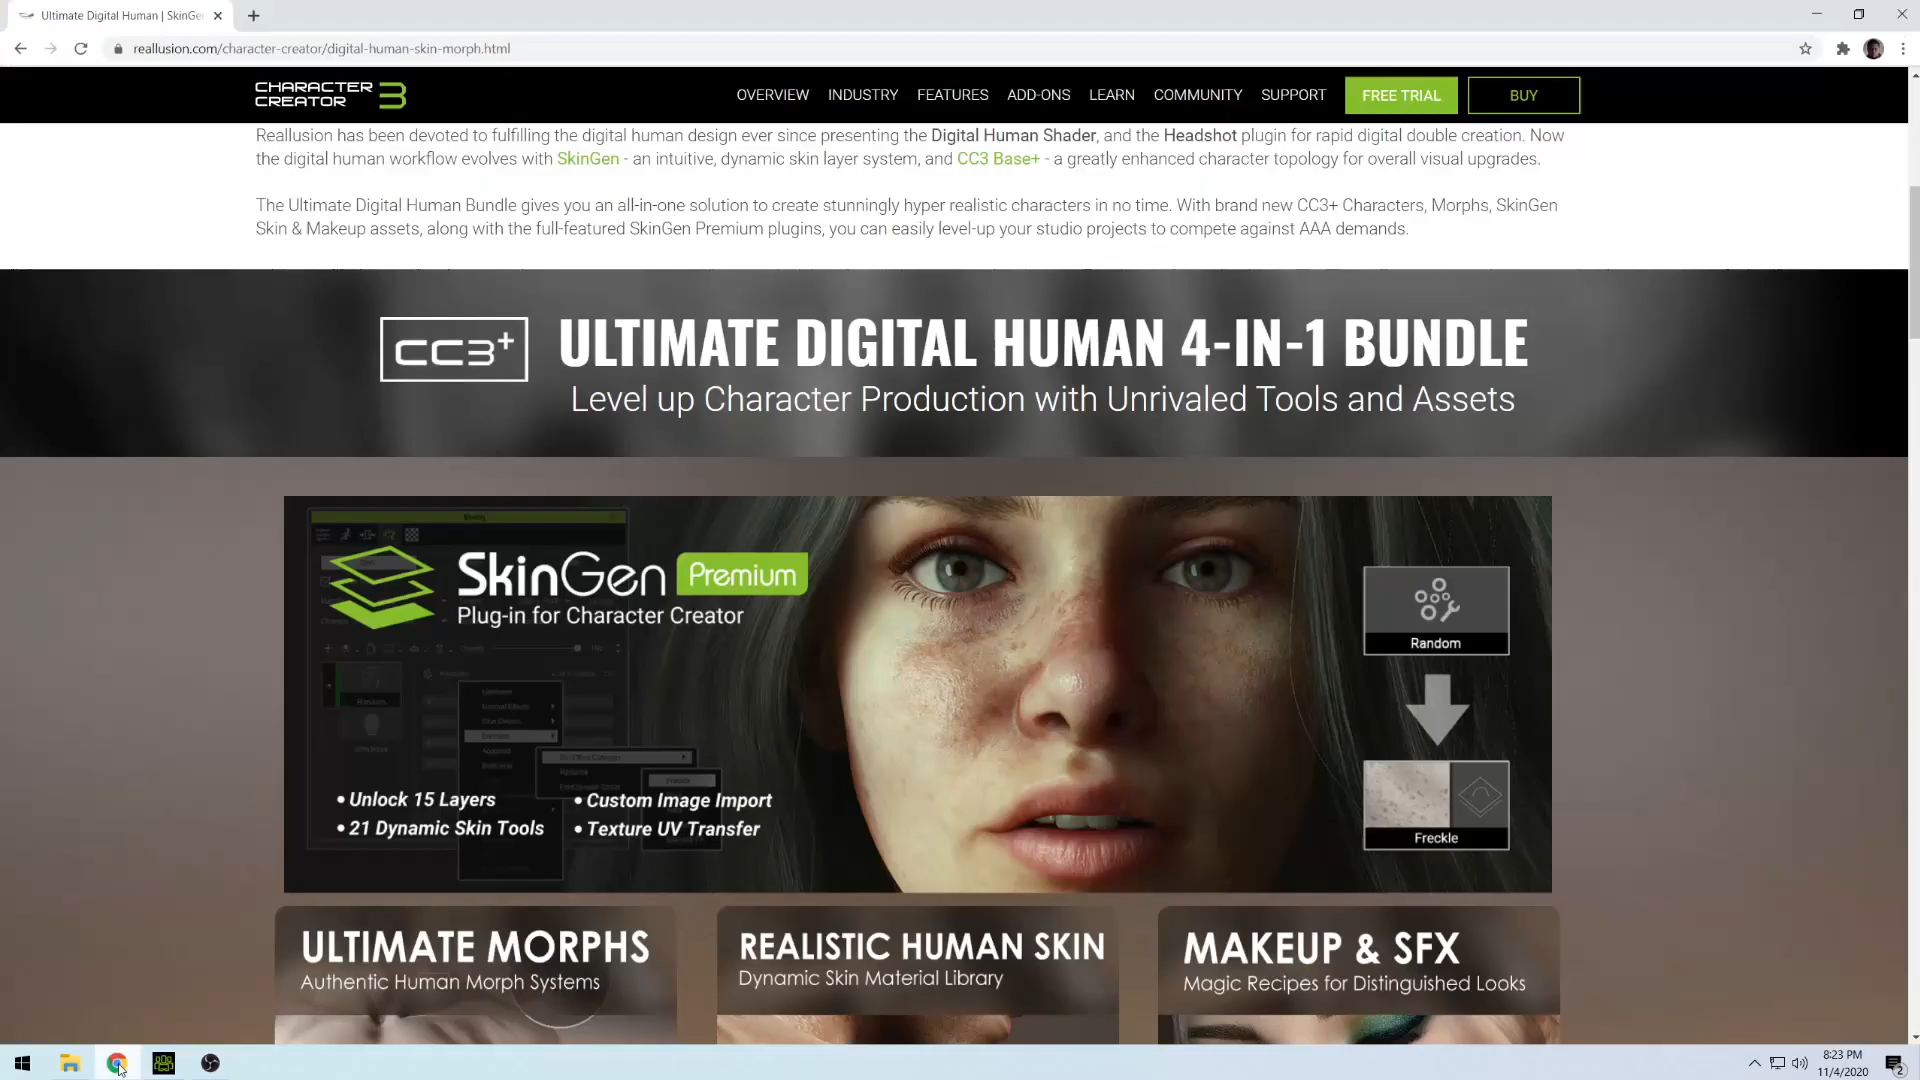 Ultimate Digital Human | SkinGe
reallusion.com/character-creator/digital-human-skin-morph.html
CHARACTER CREATOR 3
OVERVIEW INDUSTRY FEATURES ADD-ONS LEARN COMMUNITY SUPPORT FREE TRIAL BUY
Reallusion has been devoted to fulfilling the digital human design ever since presenting the Digital Human Shader, and the Headshot plugin for rapid digital double creation. Now
the digital human workflow evolves with SkinGen - an intuitive, dynamic skin layer system, and CC3 Base+ - a greatly enhanced character topology for overall visual upgrades.
The Ultimate Digital Human Bundle gives you an all-in-one solution to create stunningly hyper realistic characters in no time. With brand new CC3+ Characters, Morphs, SkinGen
Skin & Makeup assets, along with the full-featured SkinGen Premium plugins, you can easily level-up your studio projects to compete against AAA demands.
CC3+ ULTIMATE DIGITAL HUMAN 4-IN-1 BUNDLE
Level up Character Production with Unrivaled Tools and Assets
SkinGen Premium
Plug-in for Character Creator
Random
• Unlock 15 Layers • Custom Image Import
• 21 Dynamic Skin Tools • Texture UV Transfer
Freckle
ULTIMATE MORPHS
Authentic Human Morph Systems
REALISTIC HUMAN SKIN
Dynamic Skin Material Library
MAKEUP & SFX
Magic Recipes for Distinguished Looks
8:23 PM
11/4/2020
2